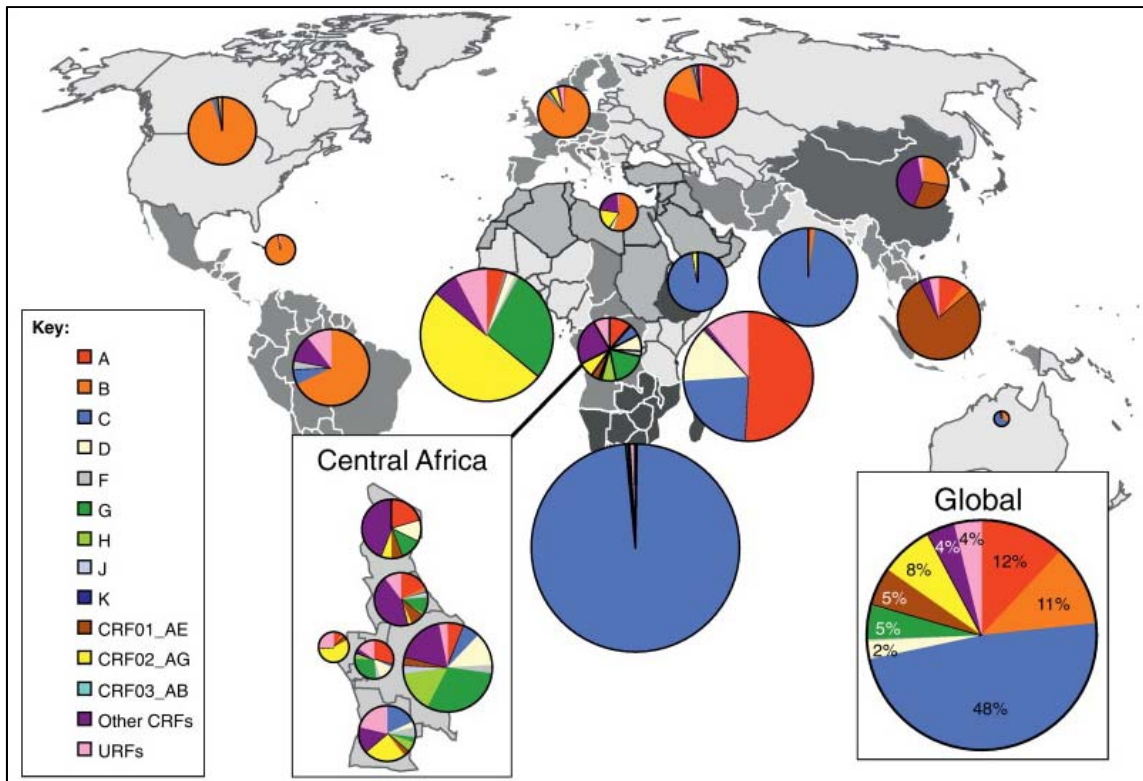 Key:
A
B
C
D
F
G
H
J
K
CRF01_AE
CRF02_AG
CRF03_AB
Other CRFs
URFs
Central Africa
Global
4%
4%
12%
8%
11%
5%
5%
2%
48%